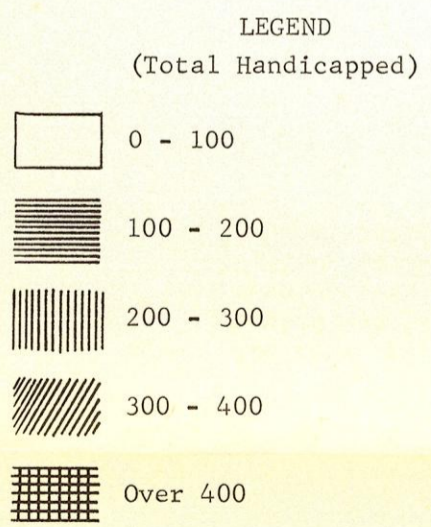 LEGEND
(Total Handicapped)
0 - 100
100 - 200
200 - 300
300 - 400
Over 400